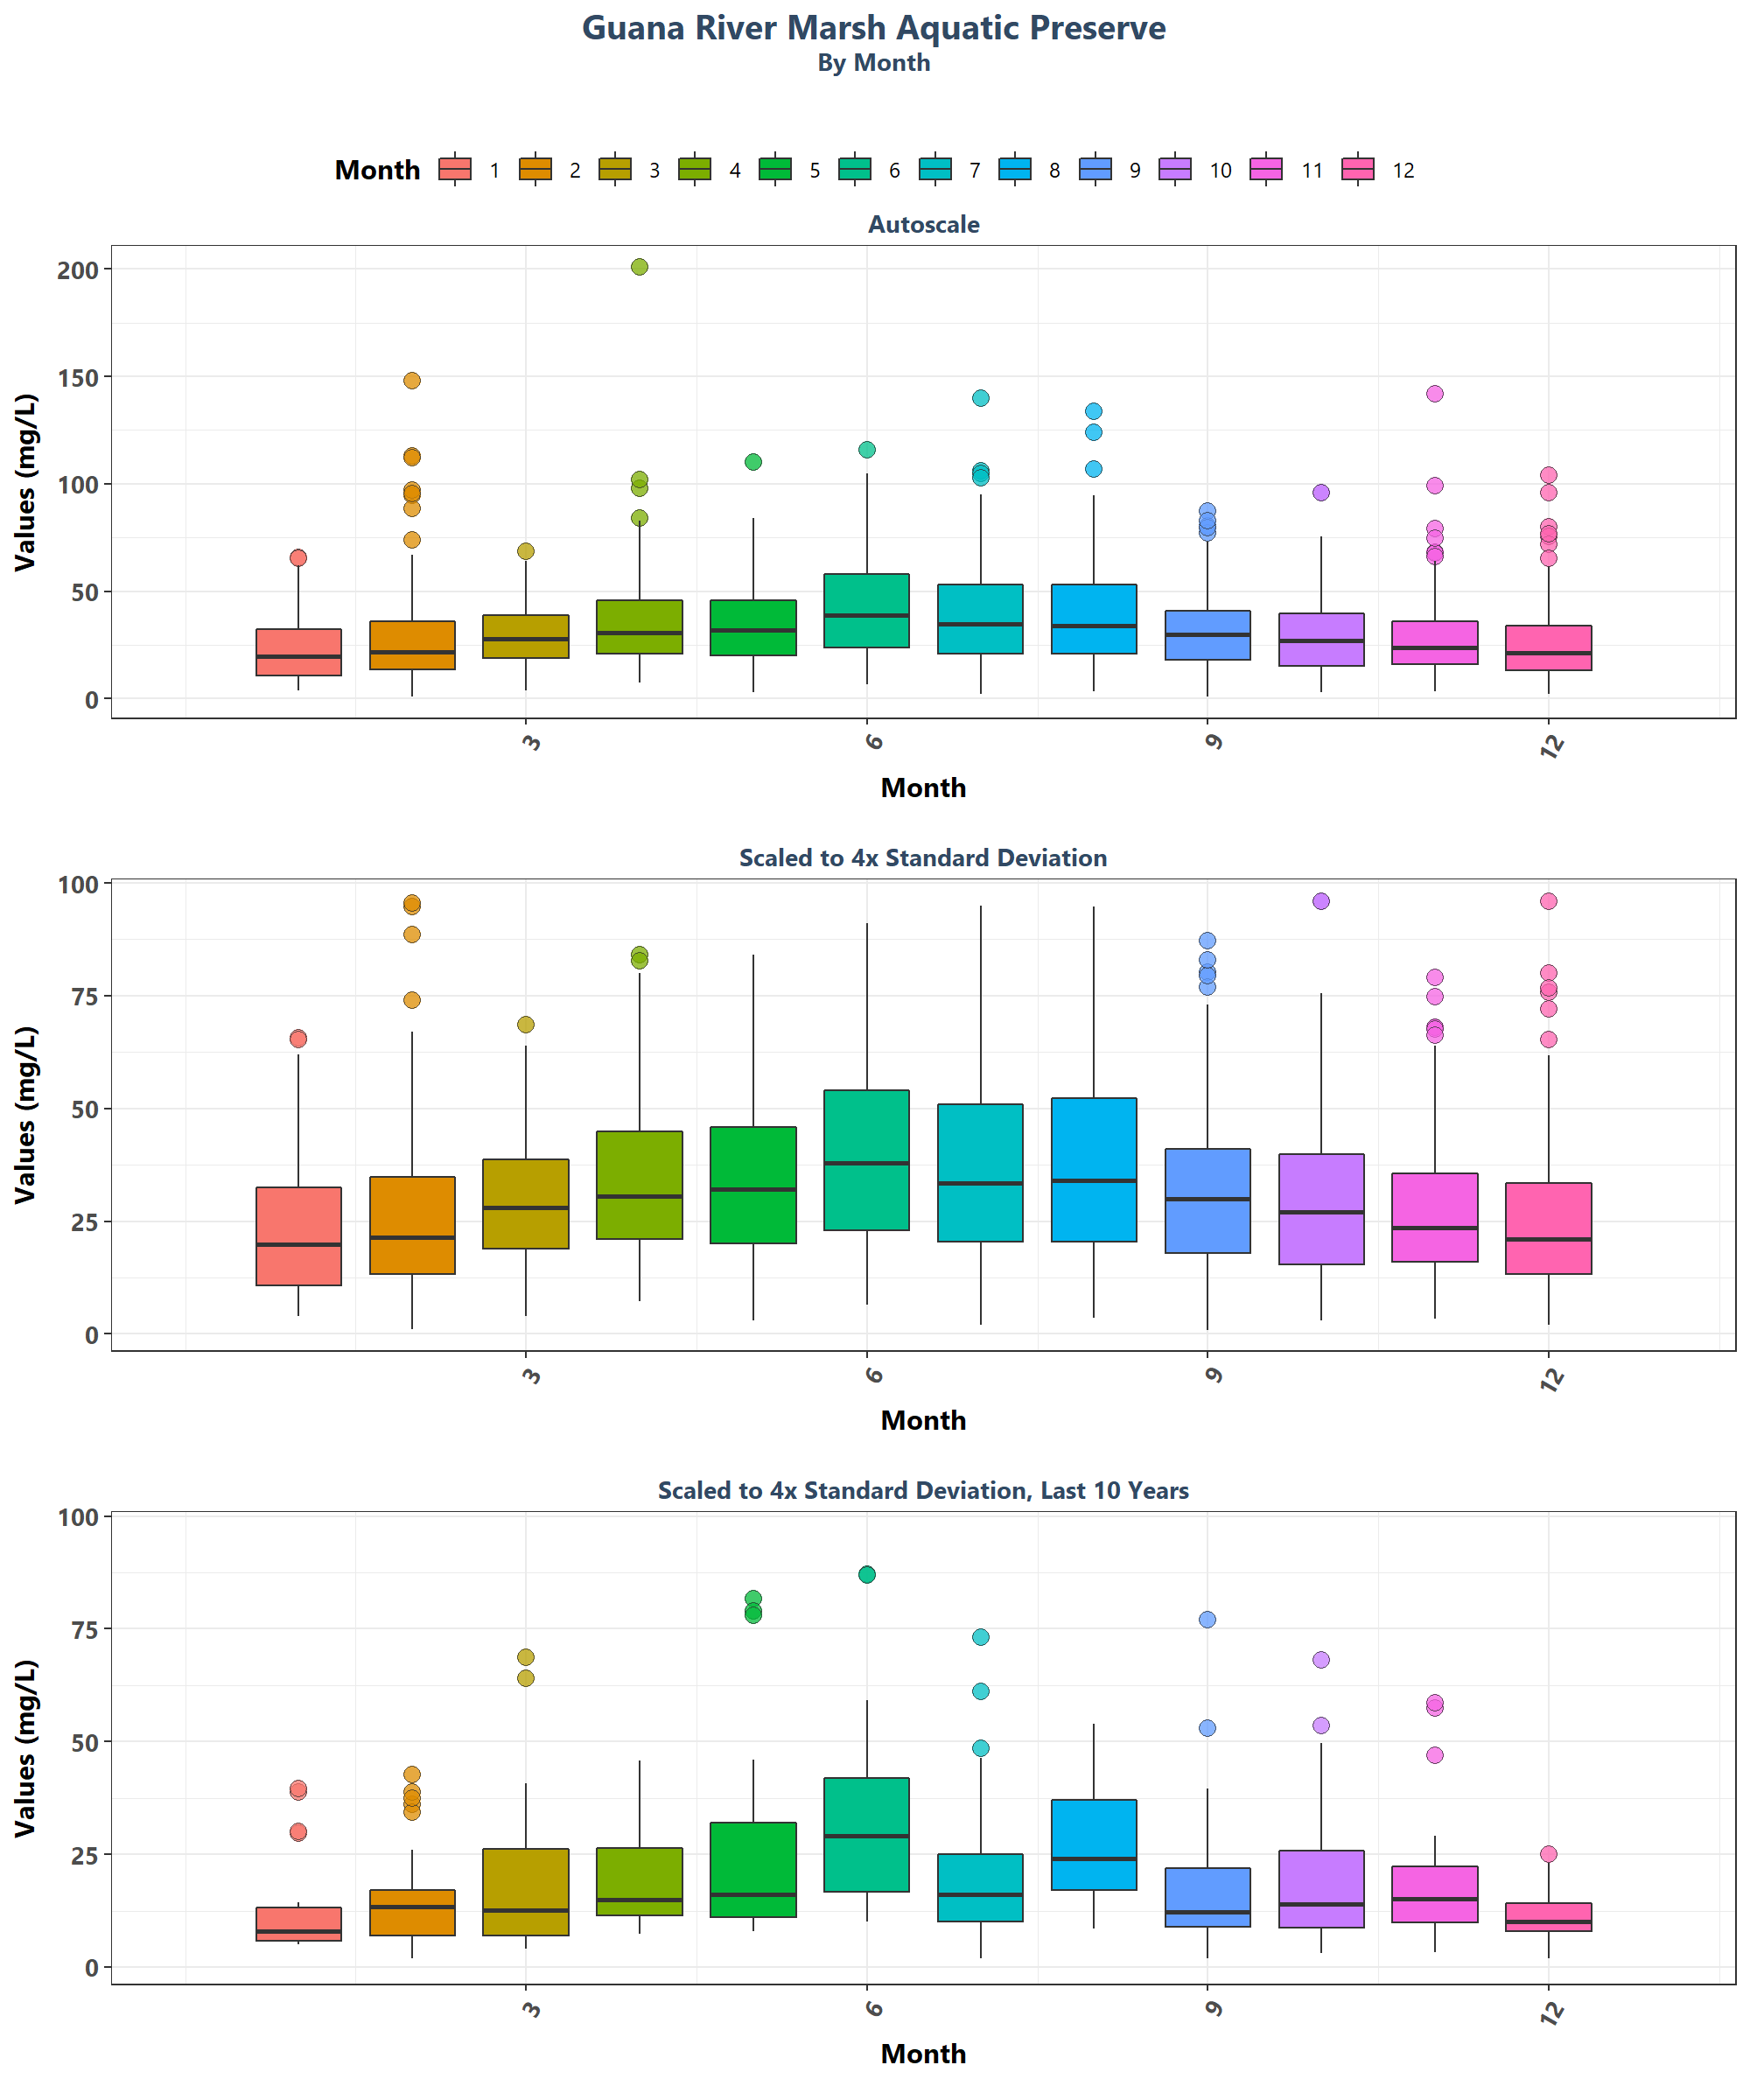 Guana River Marsh Aquatic Preserve
By Month
Month 1 2 3 4 5 6 7 8 9 10 11 12
Autoscale
Values (mg/L)
200
150
100
50
0
3 6 9 12
Month
Scaled to 4x Standard Deviation
Values (mg/L)
100
75
50
25
0
3 6 9 12
Month
Scaled to 4x Standard Deviation, Last 10 Years
Values (mg/L)
100
75
50
25
0
3 6 9 12
Month